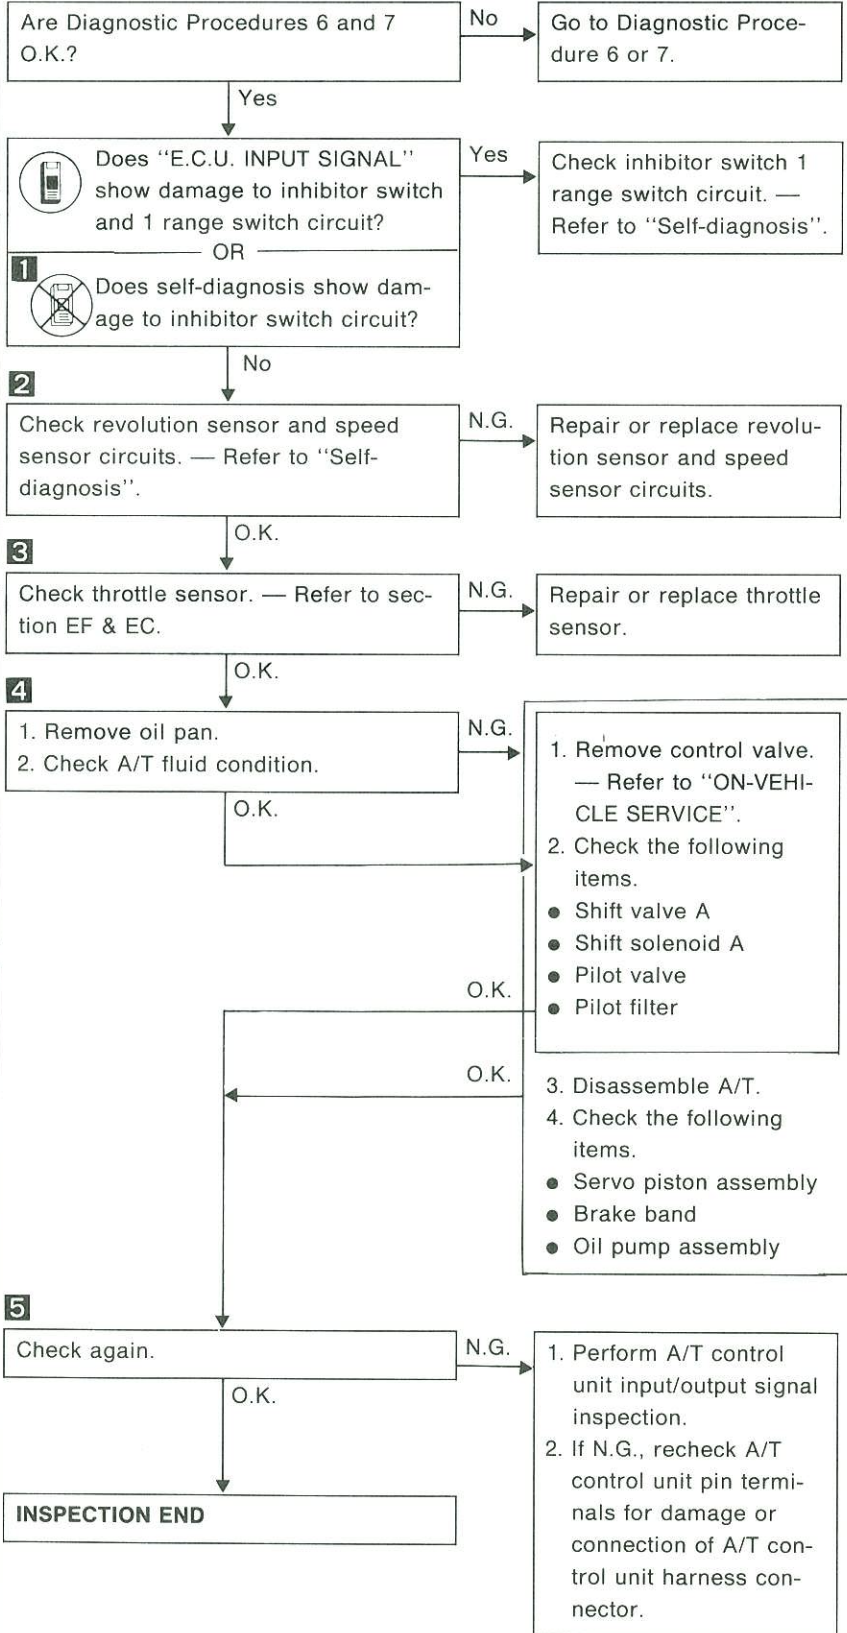 Are Diagnostic Procedures 6 and 7
O.K.?
No
Go to Diagnostic Proce-
dure 6 or 7.
Yes
Does “E.C.U. INPUT SIGNAL”
show damage to inhibitor switch
and 1 range switch circuit?
Yes
Check inhibitor switch 1
range switch circuit. —
Refer to “Self-diagnosis”.
OR
1
Does self-diagnosis show dam-
age to inhibitor switch circuit?
No
2
Check revolution sensor and speed
sensor circuits. — Refer to “Self-
diagnosis”.
N.G.
Repair or replace revolu-
tion sensor and speed
sensor circuits.
O.K.
3
Check throttle sensor. — Refer to sec-
tion EF & EC.
N.G.
Repair or replace throttle
sensor.
O.K.
4
1. Remove oil pan.
2. Check A/T fluid condition.
N.G.
O.K.
1. Remove control valve.
— Refer to “ON-VEHI-
CLE SERVICE”.
2. Check the following
items.
● Shift valve A
● Shift solenoid A
● Pilot valve
● Pilot filter
O.K.
O.K.
3. Disassemble A/T.
4. Check the following
items.
● Servo piston assembly
● Brake band
● Oil pump assembly
5
Check again.
N.G.
1. Perform A/T control
unit input/output signal
inspection.
2. If N.G., recheck A/T
control unit pin termi-
nals for damage or
connection of A/T con-
trol unit harness con-
nector.
O.K.
INSPECTION END